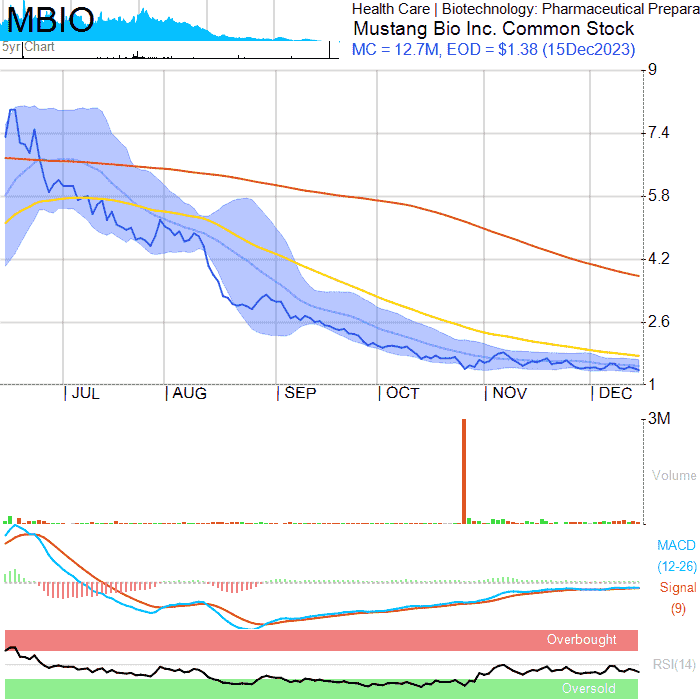 MBIO
Health Care | Biotechnology: Pharmaceutical Prepara
Mustang Bio Inc. Common Stock
5yr Chart
MC = 12.7M, EOD = $1.38 (15Dec2023)
9
7.4
5.8
4.2
2.6
1
JUL
AUG
SEP
OCT
NOV
DEC
3M
Volume
MACD
(12-26)
Signal
(9)
Overbought
RSI(14)
Oversold